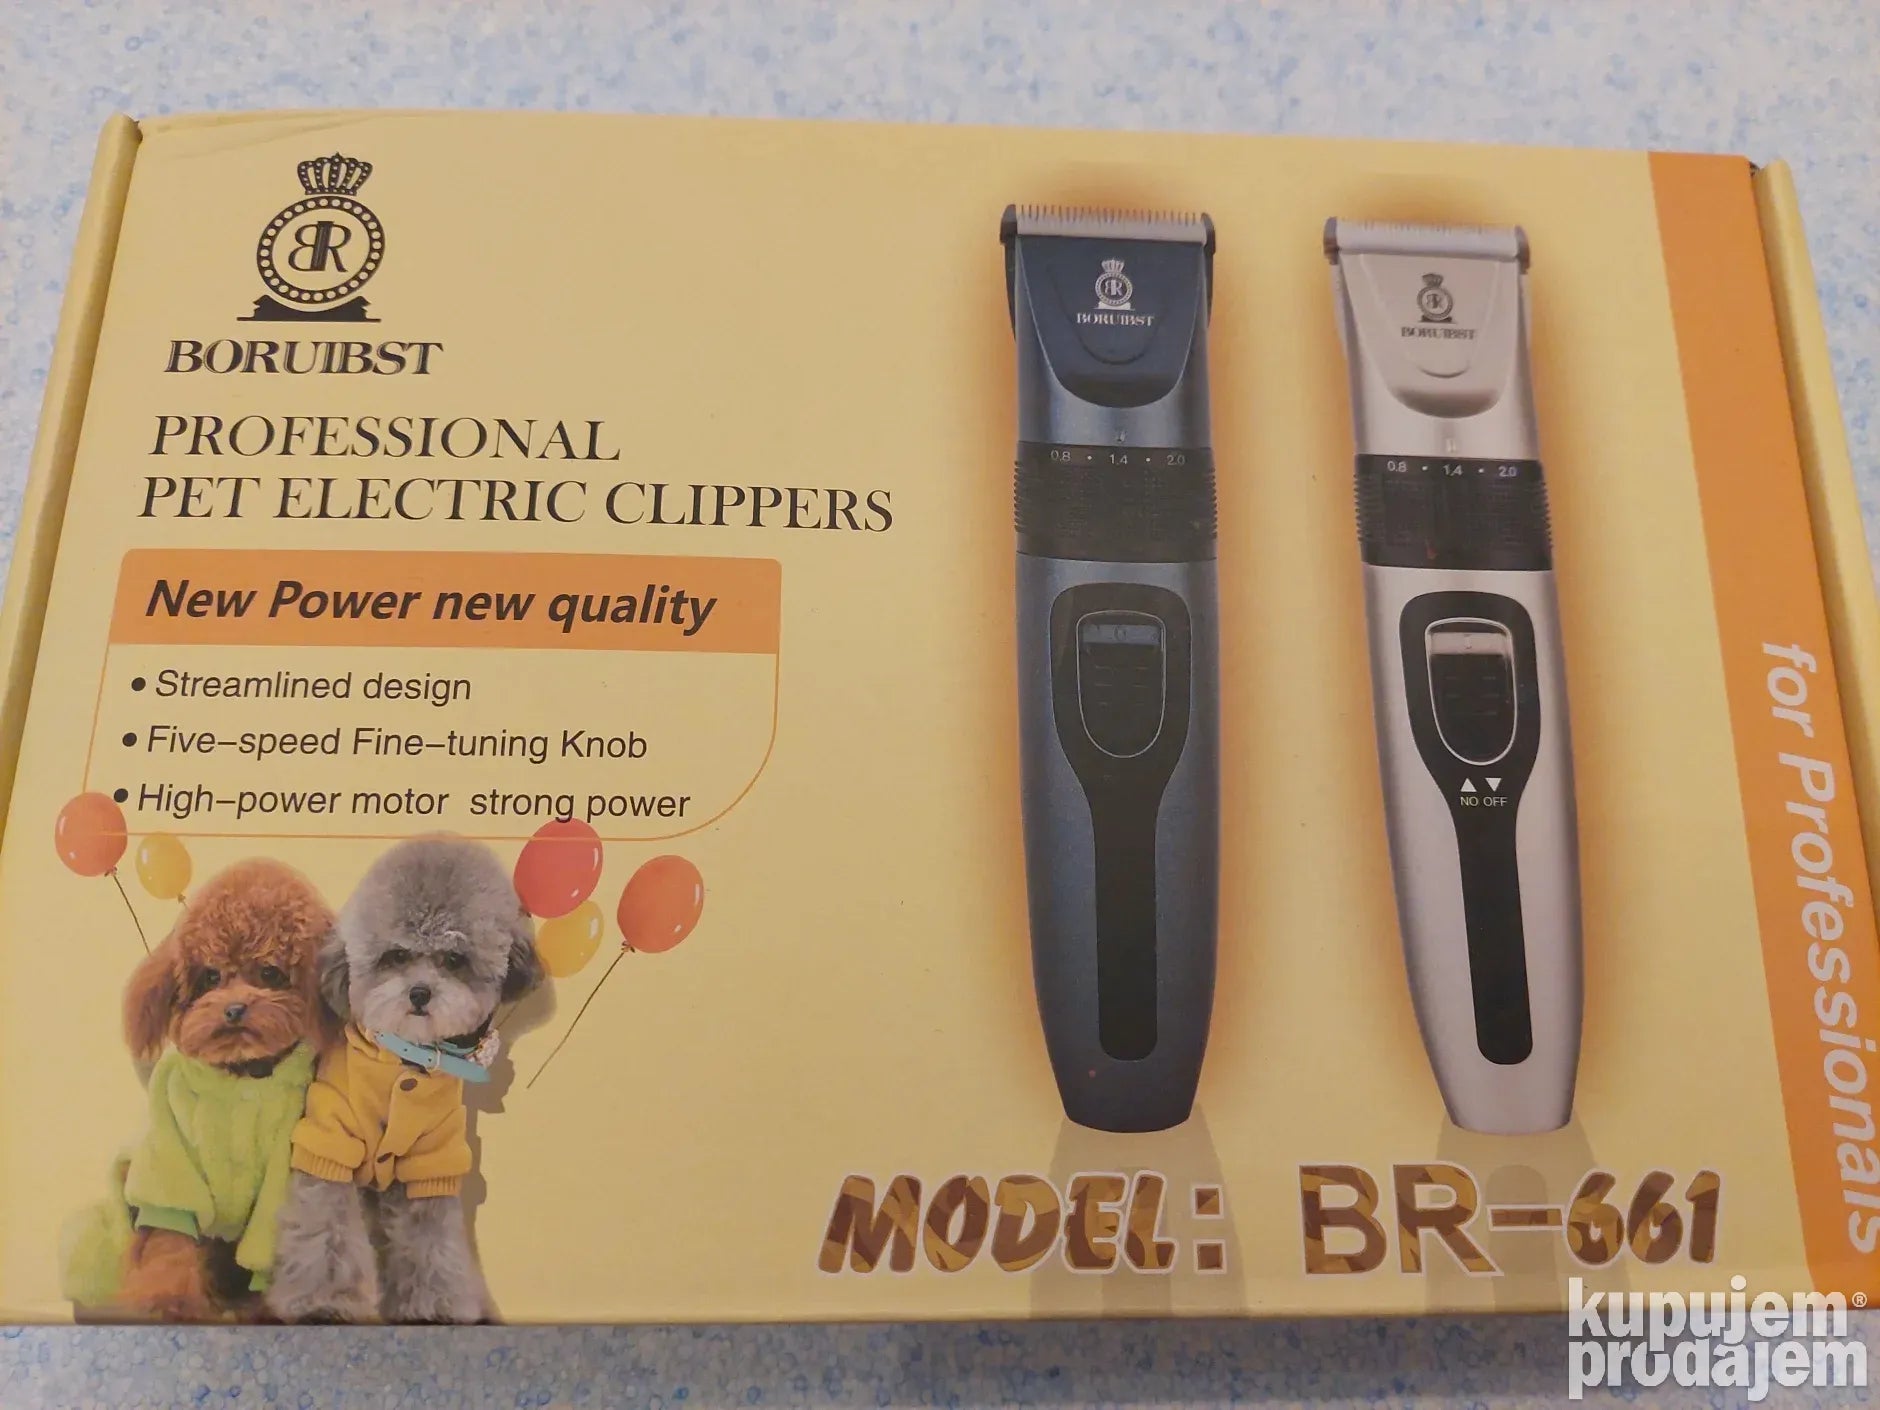 BR
BORUIBST
PROFESSIONAL
PET ELECTRIC CLIPPERS
New Power new quality
• Streamlined design
• Five-speed Fine-tuning Knob
• High-power motor strong power
BR
BORUIBST
0.8 • 1.4 • 2.0
BR
BORUIBST
0.8 • 1.4 • 2.0
▲ ▼
NO OFF
for Professionals
MODEL: BR-661
kupujem®
prodajem